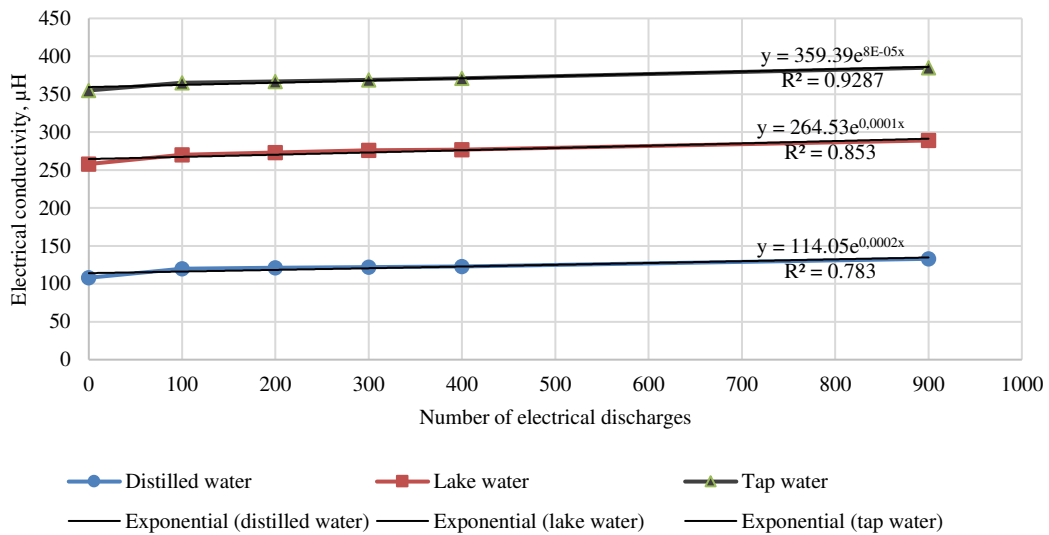 450
400
350
300
250
200
150
100
50
0
Electrical conductivity, µH
y = 359.39e^8E-05x
R² = 0.9287
y = 264.53e^0,0001x
R² = 0.853
y = 114.05e^0,0002x
R² = 0.783
0 100 200 300 400 500 600 700 800 900 1000
Number of electrical discharges
Distilled water Lake water Tap water
Exponential (distilled water) Exponential (lake water) Exponential (tap water)